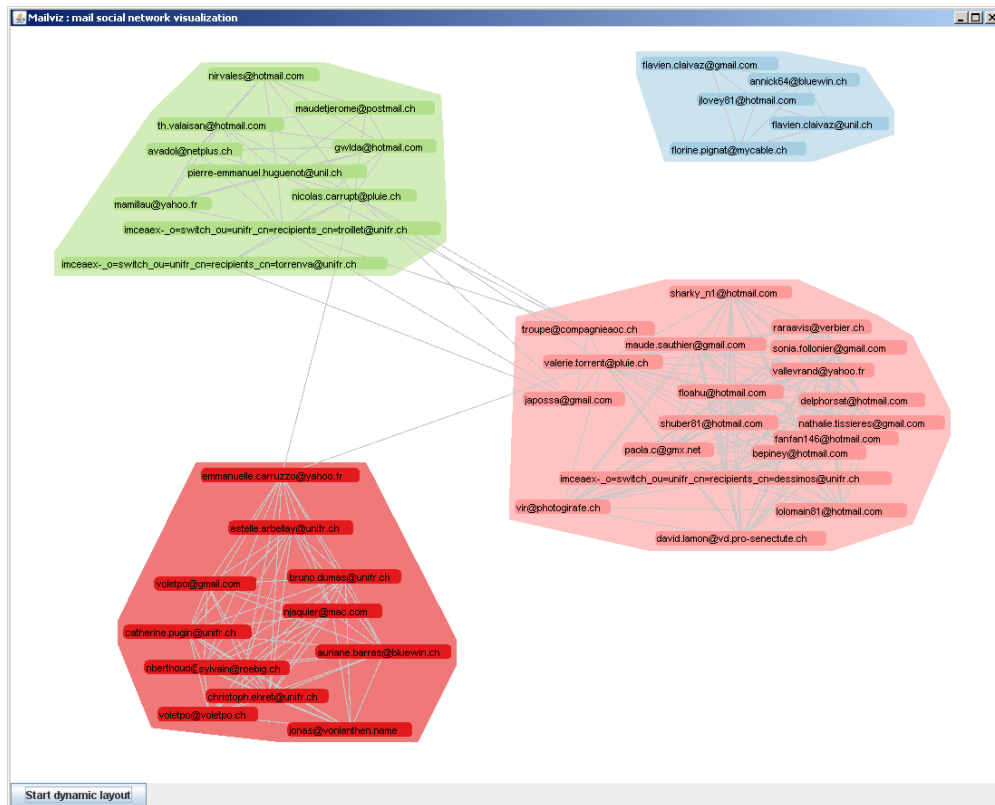 Mailviz : mail social network visualization
nirvales@hotmail.com
maudetjerome@postmail.ch
th.valaisan@hotmail.com
avadol@netplus.ch
gwlda@hotmail.com
pierre-emmanuel.huguenot@unil.ch
nicolas.carrupt@pluie.ch
mamillau@yahoo.fr
imceaex-_o=switch_ou=unifr_cn=recipients_cn=troillet@unifr.ch
imceaex-_o=switch_ou=unifr_cn=recipients_cn=torrenva@unifr.ch
flavien.claivaz@gmail.com
annick64@bluewin.ch
jlovey81@hotmail.com
flavien.claivaz@unil.ch
florine.pignat@mycable.ch
sharky_n1@hotmail.com
troupe@compagnieaoc.ch
raraavis@verbier.ch
maude.sauthier@gmail.com
sonia.follonier@gmail.com
valerie.torrent@pluie.ch
vallevrand@yahoo.fr
floahu@hotmail.com
japossa@gmail.com
delphorsat@hotmail.com
shuber81@hotmail.com
nathalie.tissieres@gmail.com
fanfan146@hotmail.com
paola.c@gmx.net
bepiney@hotmail.com
imceaex-_o=switch_ou=unifr_cn=recipients_cn=dessimos@unifr.ch
vir@photogirafe.ch
lolomain81@hotmail.com
david.lamon@vd.pro-senectute.ch
emmanuelle.carruzzo@yahoo.fr
estelle.arbellay@unifr.ch
voletpo@gmail.com
bruno.dumas@unifr.ch
njaquier@mac.com
catherine.pugin@unifr.ch
auriane.barras@bluewin.ch
sylvain@roebig.ch
christoph.ehret@unifr.ch
voletpo@voletpo.ch
jonas@vonlanthen.name
Start dynamic layout